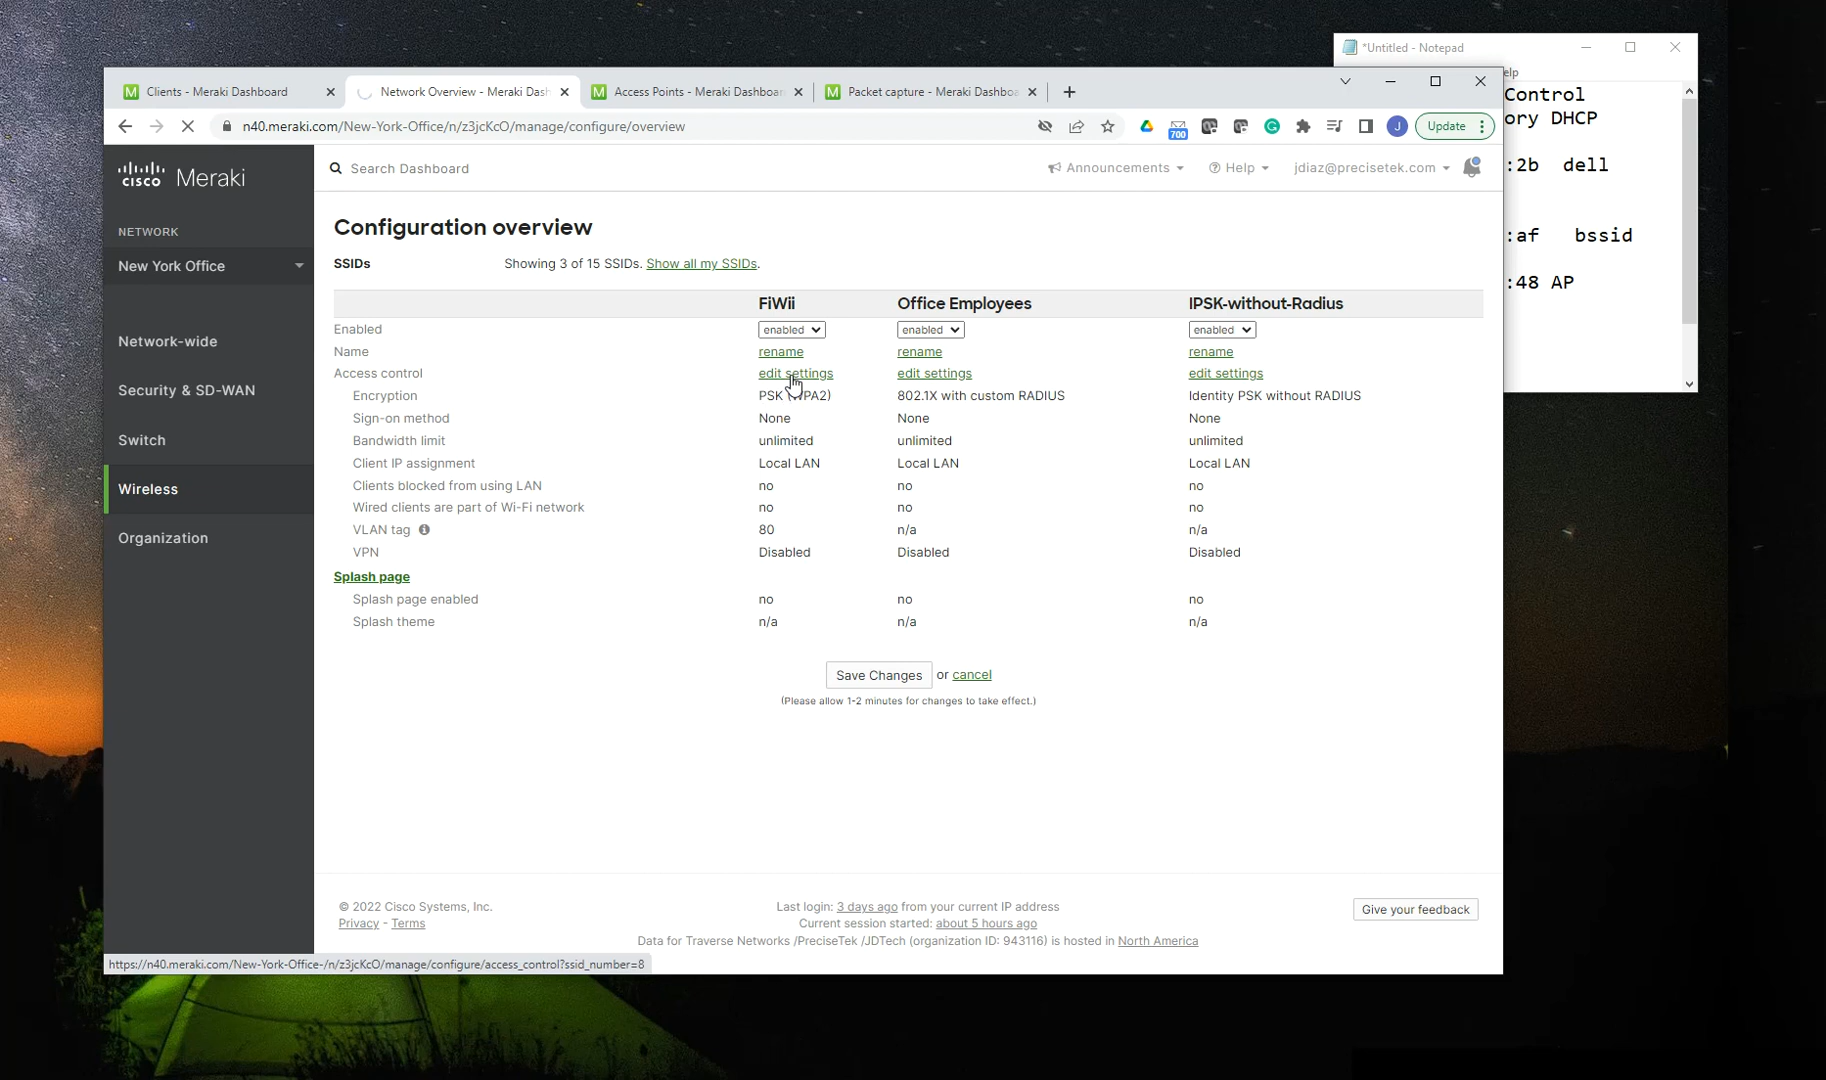 *Untitled - Notepad
elp
Control
ory DHCP
:2b dell
:af bssid
:48 AP
Clients - Meraki Dashboard
Network Overview - Meraki Dash
Access Points - Meraki Dashboar
Packet capture - Meraki Dashboa
n40.meraki.com/New-York-Office/n/z3jcKcO/manage/configure/overview
700
J
Update
cisco Meraki
Search Dashboard
Announcements
Help
jdiaz@precisetek.com
NETWORK
New York Office
Network-wide
Security & SD-WAN
Switch
Wireless
Organization
Configuration overview
SSIDs Showing 3 of 15 SSIDs. Show all my SSIDs.
FiWii Office Employees IPSK-without-Radius
Enabled enabled enabled enabled
Name rename rename rename
Access control edit settings edit settings edit settings
Encryption PSK (WPA2) 802.1X with custom RADIUS Identity PSK without RADIUS
Sign-on method None None None
Bandwidth limit unlimited unlimited unlimited
Client IP assignment Local LAN Local LAN Local LAN
Clients blocked from using LAN no no no
Wired clients are part of Wi-Fi network no no no
VLAN tag 80 n/a n/a
VPN Disabled Disabled Disabled
Splash page
Splash page enabled no no no
Splash theme n/a n/a n/a
Save Changes or cancel
(Please allow 1-2 minutes for changes to take effect.)
© 2022 Cisco Systems, Inc.
Privacy - Terms
Last login: 3 days ago from your current IP address
Current session started: about 5 hours ago
Data for Traverse Networks /PreciseTek /JDTech (organization ID: 943116) is hosted in North America
Give your feedback
https://n40.meraki.com/New-York-Office-/n/z3jcKcO/manage/configure/access_control?ssid_number=8